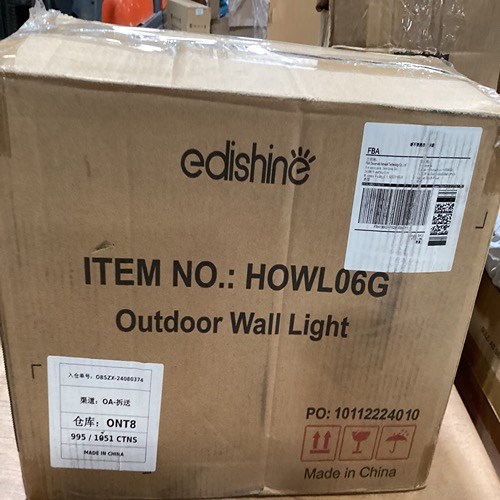 edishine
FBA
ITEM NO.: HOWL06G
Outdoor Wall Light
入仓单号: OBSZX-24080374
渠道: OA-拆送
仓库: ONT8
995 / 1051 CTNS
MADE IN CHINA
PO: 10112224010
Made in China